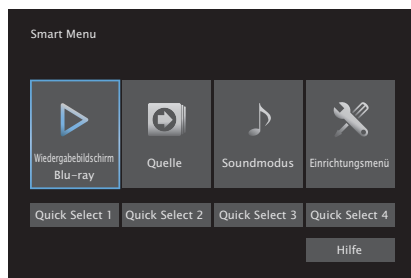 Smart Menu
Wiedergabebildschirm
Blu-ray
Quelle
Soundmodus
Einrichtungsmenü
Quick Select 1
Quick Select 2
Quick Select 3
Quick Select 4
Hilfe